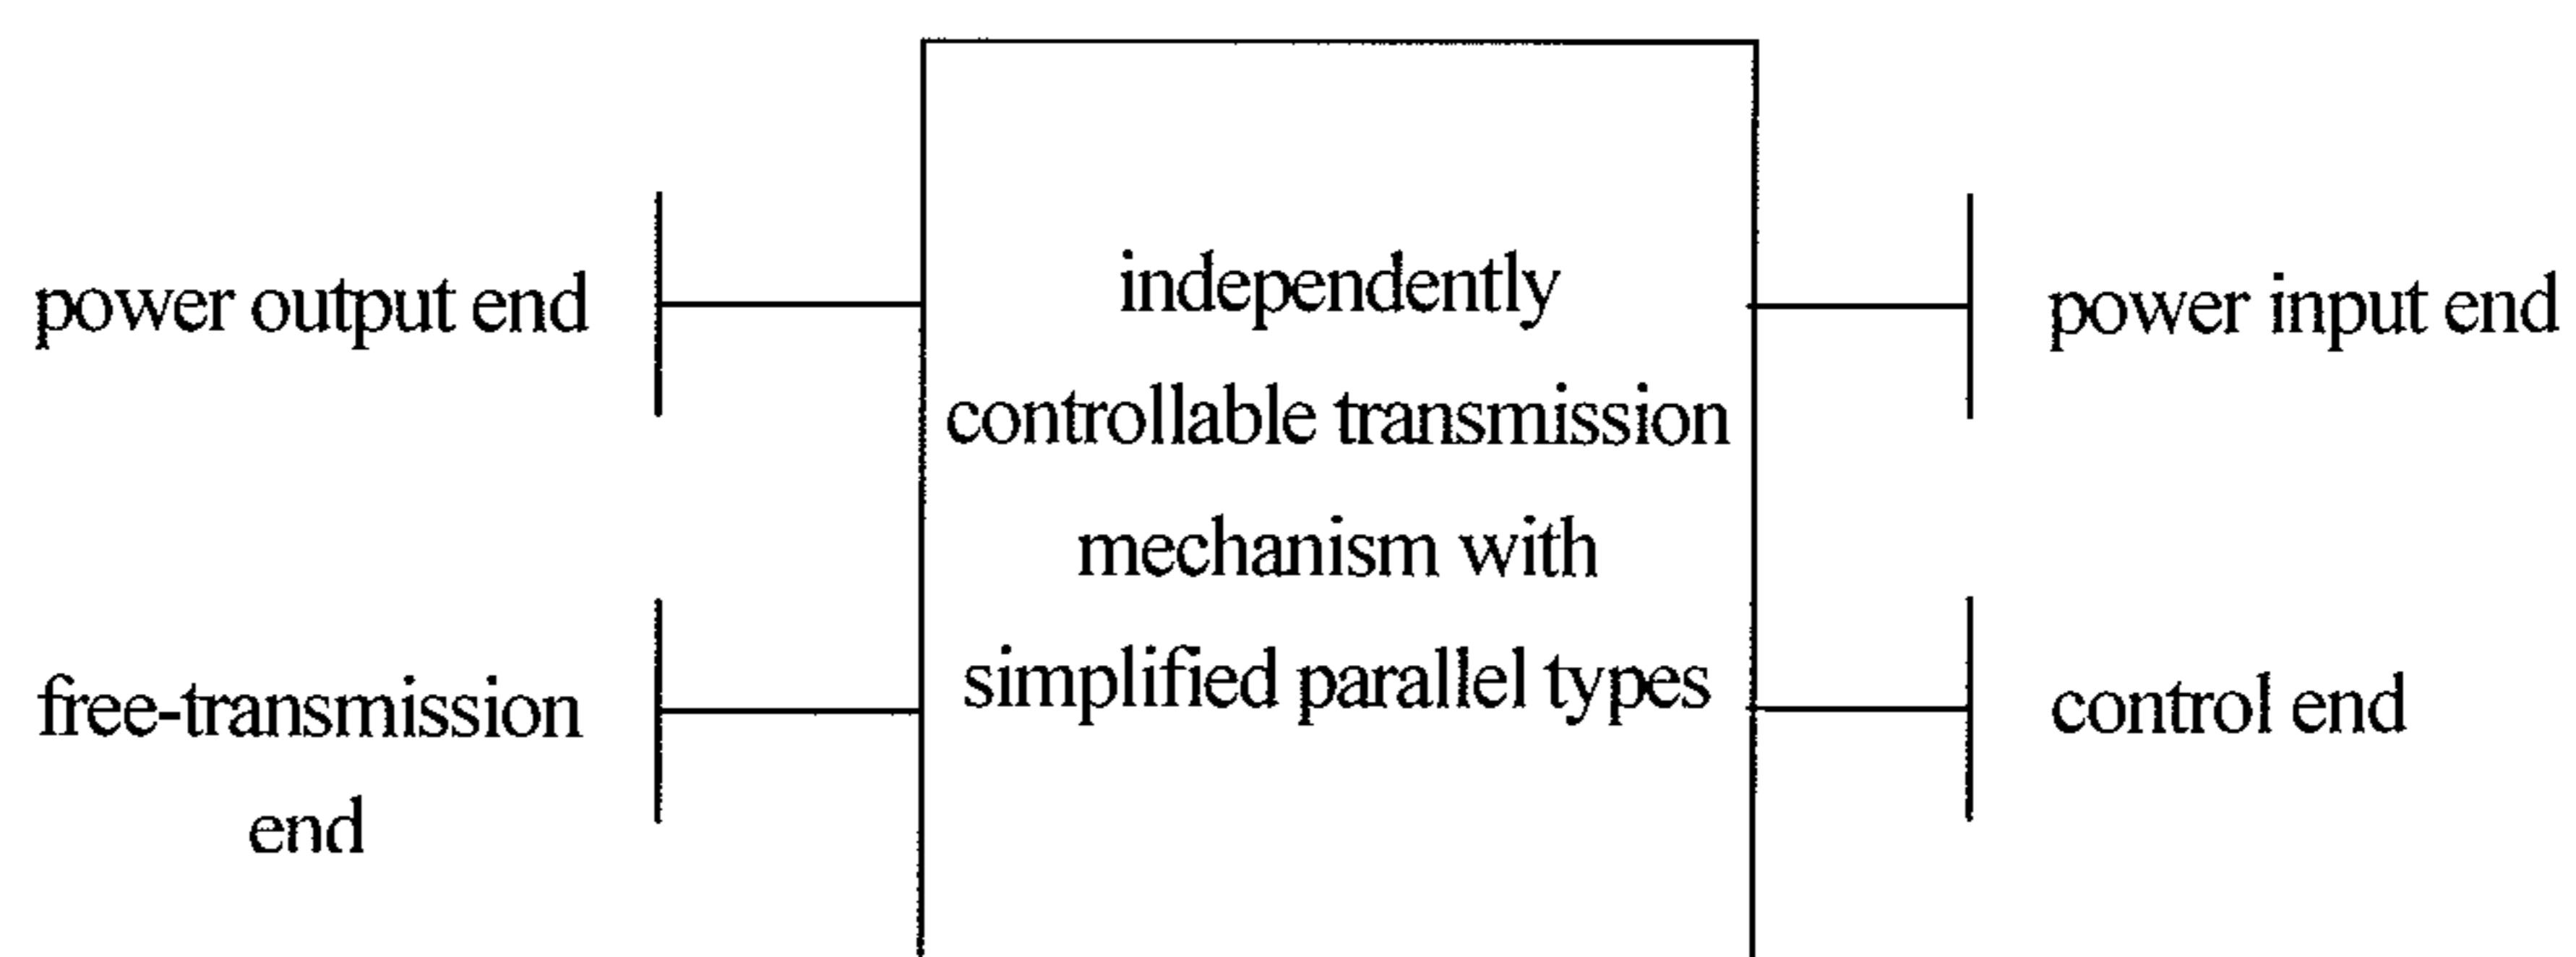 power output end
free-transmission
end
independently
controllable transmission
mechanism with
simplified parallel types
power input end
control end